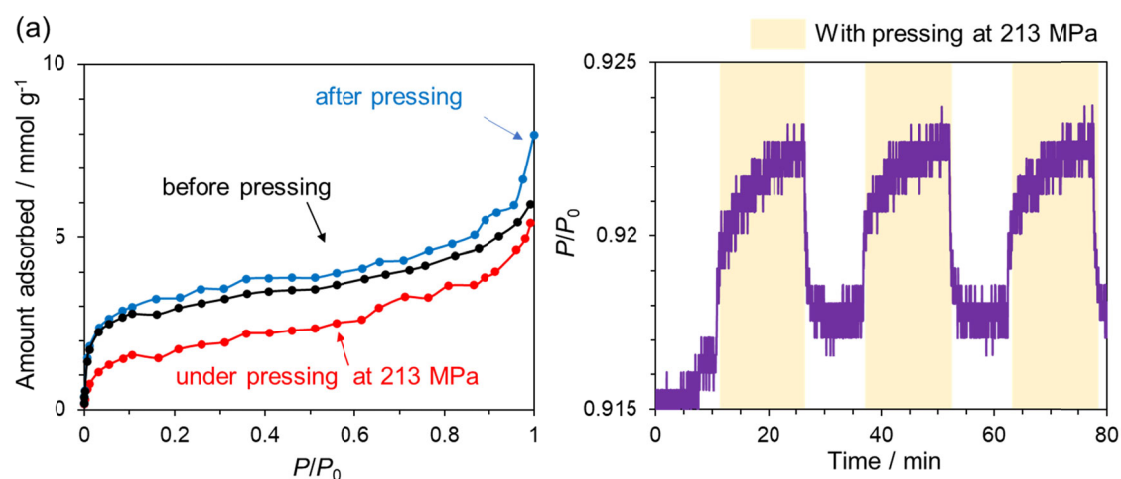 (a)
With pressing at 213 MPa
10
5
0
Amount adsorbed / mmol g⁻¹
after pressing
before pressing
under pressing at 213 MPa
0 0.2 0.4 0.6 0.8 1
P/P₀
0.925
0.92
0.915
P/P₀
0 20 40 60 80
Time / min